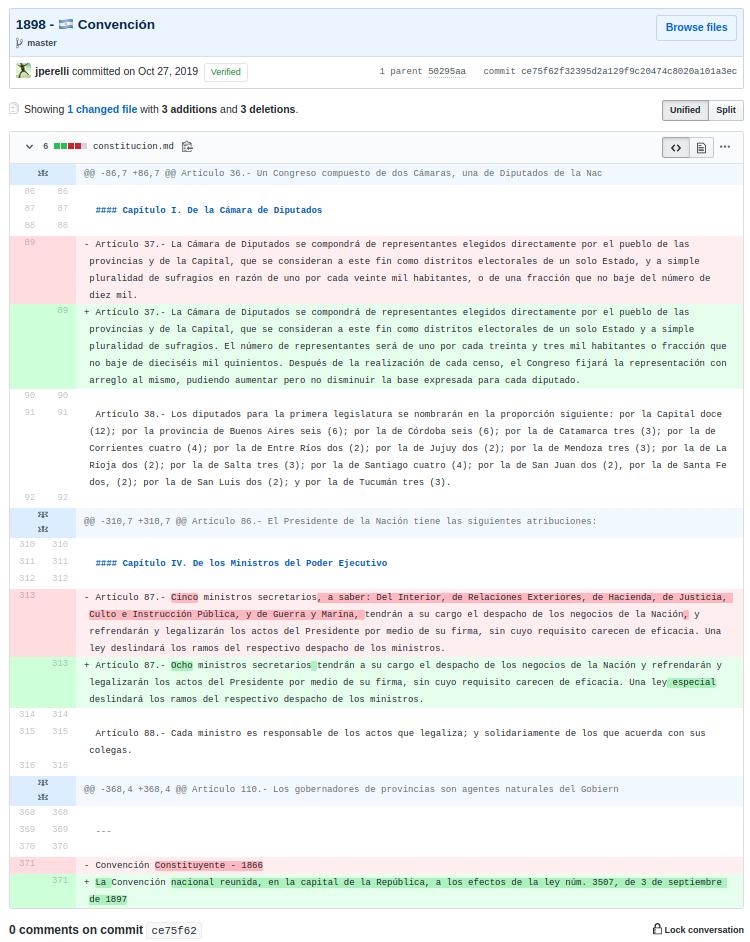 1898 - 🇦🇷 Convención
Browse files
master
jperelli committed on Oct 27, 2019 Verified
1 parent 50295aa commit ce75f62f32395d2a129f9c20474c8020a101a3ec
Showing 1 changed file with 3 additions and 3 deletions.
Unified Split
6 constitucion.md
@@ -86,7 +86,7 @@ Artículo 36.- Un Congreso compuesto de dos Cámaras, una de Diputados de la Nac
86 86
87 87 #### Capítulo I. De la Cámara de Diputados
88 88
89 - Artículo 37.- La Cámara de Diputados se compondrá de representantes elegidos directamente por el pueblo de las
provincias y de la Capital, que se consideran a este fin como distritos electorales de un solo Estado, y a simple
pluralidad de sufragios en razón de uno por cada veinte mil habitantes, o de una fracción que no baje del número de
diez mil.
89 + Artículo 37.- La Cámara de Diputados se compondrá de representantes elegidos directamente por el pueblo de las
provincias y de la Capital, que se consideran a este fin como distritos electorales de un solo Estado y a simple
pluralidad de sufragios. El número de representantes será de uno por cada treinta y tres mil habitantes o fracción que
no baje de dieciséis mil quinientos. Después de la realización de cada censo, el Congreso fijará la representación con
arreglo al mismo, pudiendo aumentar pero no disminuir la base expresada para cada diputado.
90 90
91 91 Artículo 38.- Los diputados para la primera legislatura se nombrarán en la proporción siguiente: por la Capital doce
(12); por la provincia de Buenos Aires seis (6); por la de Córdoba seis (6); por la de Catamarca tres (3); por la de
Corrientes cuatro (4); por la de Entre Ríos dos (2); por la de Jujuy dos (2); por la de Mendoza tres (3); por la de La
Rioja dos (2); por la de Salta tres (3); por la de Santiago cuatro (4); por la de San Juan dos (2), por la de Santa Fe
dos, (2); por la de San Luis dos (2); y por la de Tucumán tres (3).
92 92
@@ -310,7 +310,7 @@ Artículo 86.- El Presidente de la Nación tiene las siguientes atribuciones:
310 310
311 311 #### Capítulo IV. De los Ministros del Poder Ejecutivo
312 312
313 - Artículo 87.- Cinco ministros secretarios, a saber: Del Interior, de Relaciones Exteriores, de Hacienda, de Justicia,
Culto e Instrucción Pública, y de Guerra y Marina, tendrán a su cargo el despacho de los negocios de la Nación, y
refrendarán y legalizarán los actos del Presidente por medio de su firma, sin cuyo requisito carecen de eficacia. Una
ley deslindará los ramos del respectivo despacho de los ministros.
313 + Artículo 87.- Ocho ministros secretarios tendrán a su cargo el despacho de los negocios de la Nación y refrendarán y
legalizarán los actos del Presidente por medio de su firma, sin cuyo requisito carecen de eficacia. Una ley especial
deslindará los ramos del respectivo despacho de los ministros.
314 314
315 315 Artículo 88.- Cada ministro es responsable de los actos que legaliza; y solidariamente de los que acuerda con sus
colegas.
316 316
@@ -368,4 +368,4 @@ Artículo 110.- Los gobernadores de provincias son agentes naturales del Gobiern
368 368
369 369 ---
370 370
371 - Convención Constituyente - 1866
371 + La Convención nacional reunida, en la capital de la República, a los efectos de la ley núm. 3507, de 3 de septiembre
de 1897
0 comments on commit ce75f62
Lock conversation